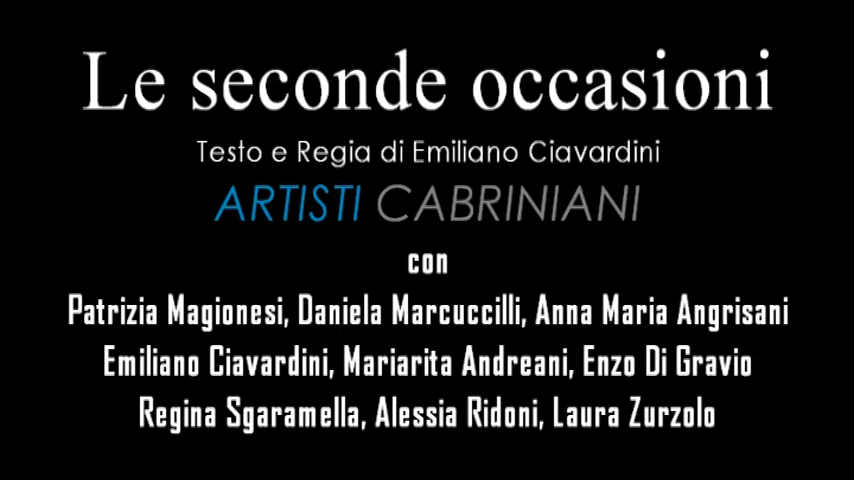 Le seconde occasioni
Testo e Regia di Emiliano Ciavardini
ARTISTI CABRINIANI
con
Patrizia Magionesi, Daniela Marcuccilli, Anna Maria Angrisani
Emiliano Ciavardini, Mariarita Andreani, Enzo Di Gravio
Regina Sgaramella, Alessia Ridoni, Laura Zurzolo